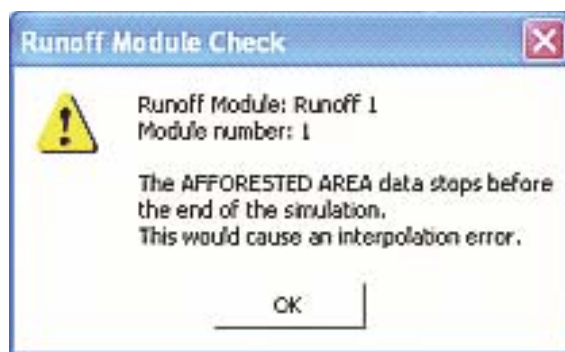 Runoff Module Check
Runoff Module: Runoff 1
Module number: 1
The AFFORESTED AREA data stops before
the end of the simulation.
This would cause an interpolation error.
OK